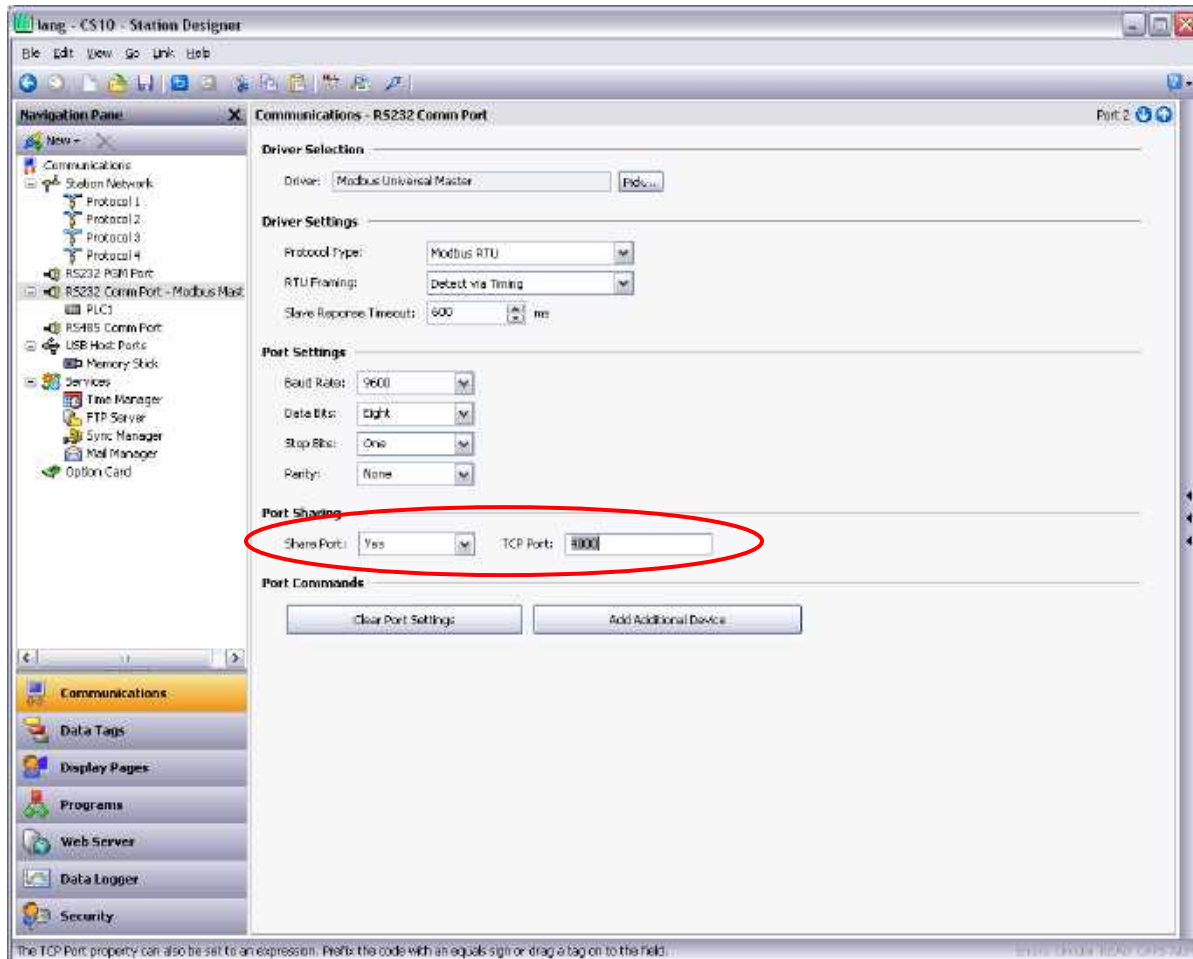 lang - CS10 - Station Designer
File Edit View Go Link Help
Navigation Pane X
New
Communications
Station Network
Protocol 1
Protocol 2
Protocol 3
Protocol 4
RS232 PGM Port
RS232 Comm Port - Modbus Mast
PLC1
RS485 Comm Port
USB Host Ports
Memory Stick
Services
Time Manager
FTP Server
Sync Manager
Mail Manager
Option Card
Communications
Data Tags
Display Pages
Programs
Web Server
Data Logger
Security
Communications - RS232 Comm Port Port 2
Driver Selection
Driver: Modbus Universal Master Pick...
Driver Settings
Protocol Type: Modbus RTU
RTU Framing: Detect via Timing
Slave Reponse Timeout: 600 ms
Port Settings
Baud Rate: 9600
Data Bits: Eight
Stop Bits: One
Parity: None
Port Sharing
Share Port: Yes TCP Port:
Port Commands
Clear Port Settings Add Additional Device
The TCP Port property can also be set to an expression. Prefix the code with an equals sign or drag a tag on to the field.